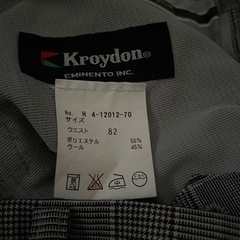 Kroydon®
EMINENTO INC.
No. H 4-12012-70
サイズ
ウエスト 82
ポリエステル 55%
ウール 45%